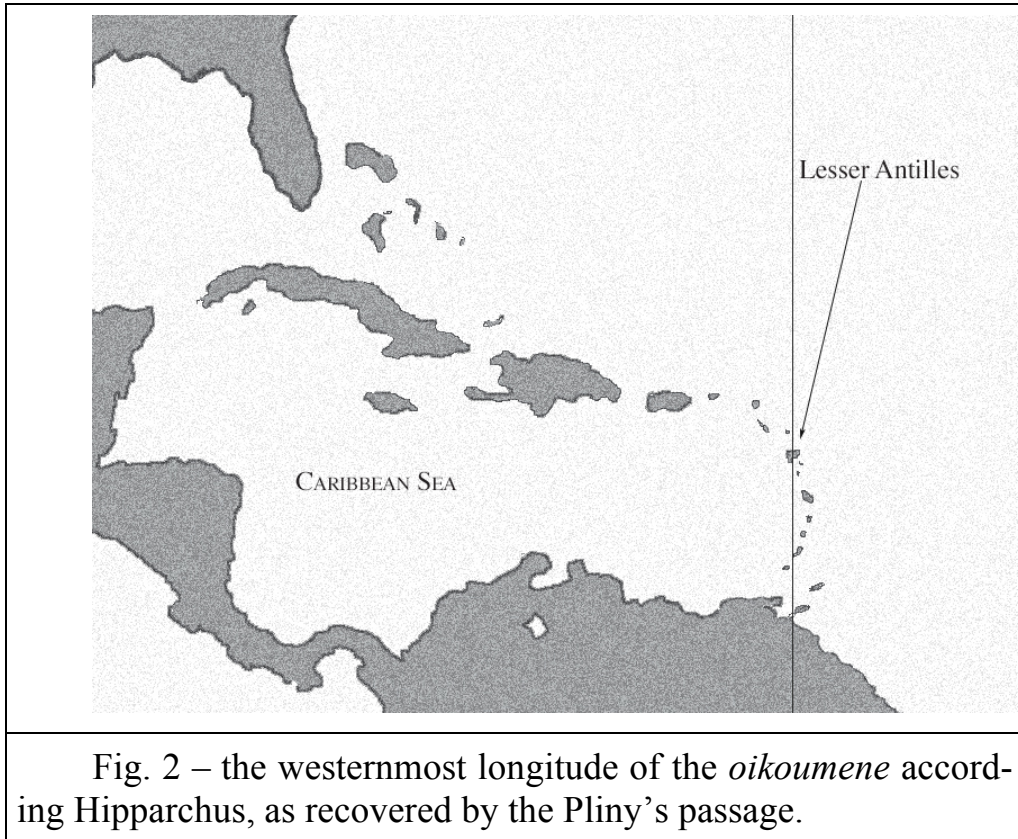 Lesser Antilles
CARIBBEAN SEA
Fig. 2 – the westernmost longitude of the oikoumene accord-
ing Hipparchus, as recovered by the Pliny’s passage.